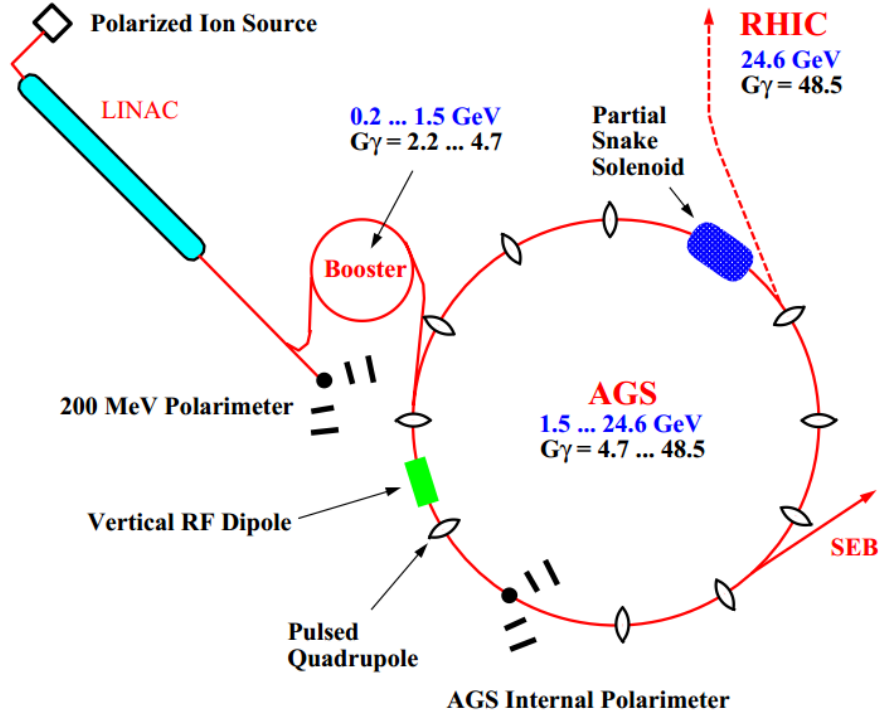 Polarized Ion Source
LINAC
0.2 ... 1.5 GeV
Gγ = 2.2 ... 4.7
RHIC
24.6 GeV
Gγ = 48.5
Partial
Snake
Solenoid
Booster
200 MeV Polarimeter
AGS
1.5 ... 24.6 GeV
Gγ = 4.7 ... 48.5
Vertical RF Dipole
SEB
Pulsed
Quadrupole
AGS Internal Polarimeter